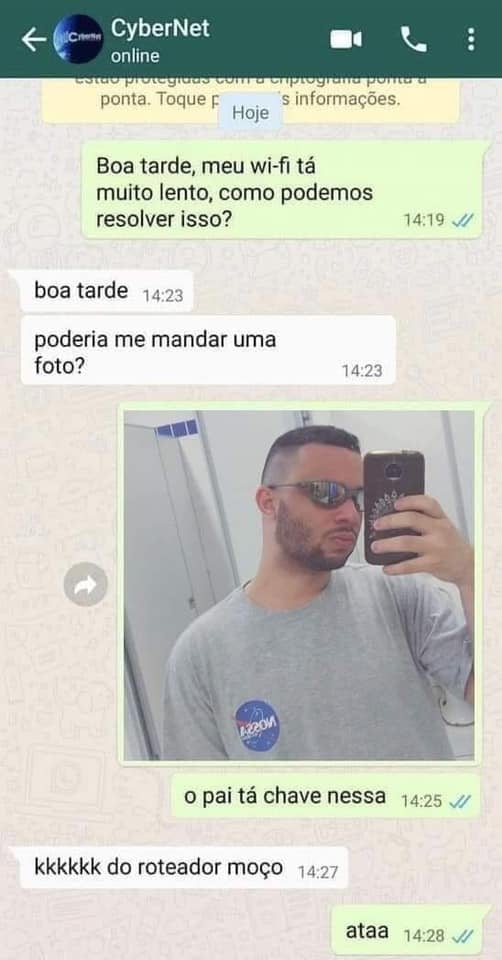 CyberNet
online
ponta. Toque p
s informações.
Hoje
Boa tarde, meu wi-fi tá
muito lento, como podemos
resolver isso?
14:19
boa tarde 14:23
poderia me mandar uma
foto?
14:23
NOSSA
o pai tá chave nessa 14:25
kkkkkk do roteador moço 14:27
ataa 14:28